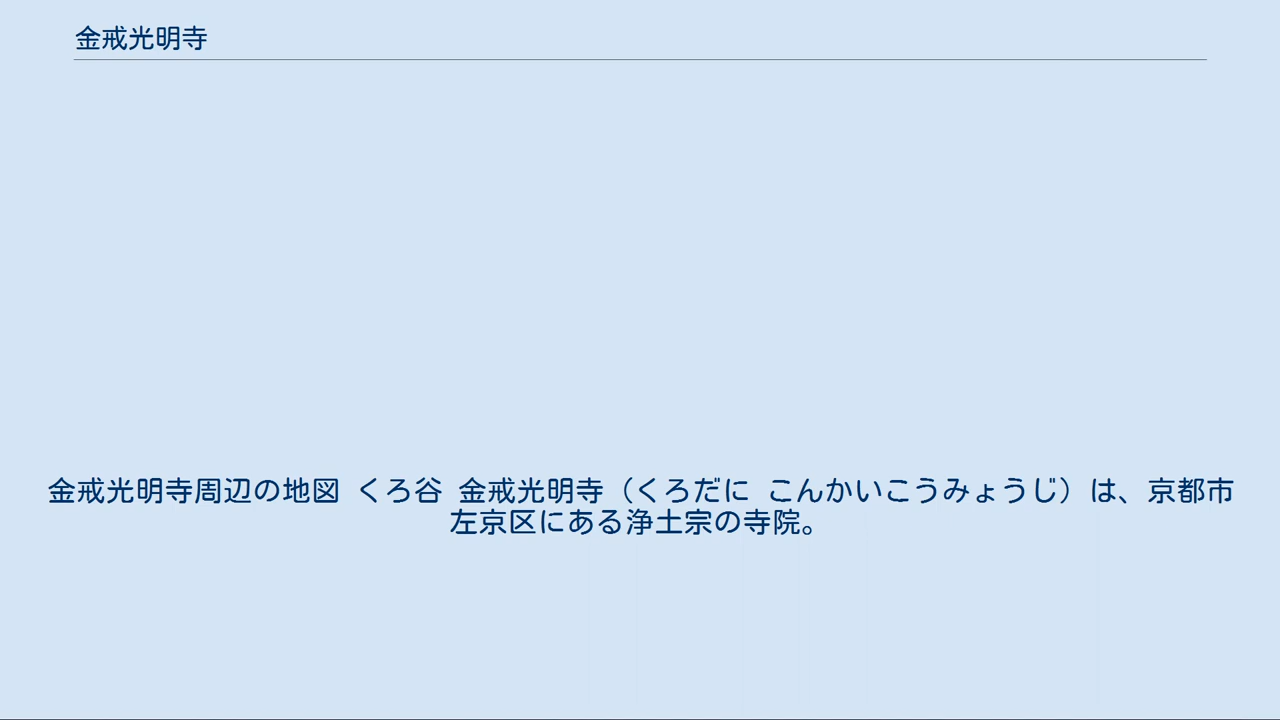 金戒光明寺
金戒光明寺周辺の地図 くろ谷 金戒光明寺（くろだに こんかいこうみょうじ）は、京都市
左京区にある浄土宗の寺院。